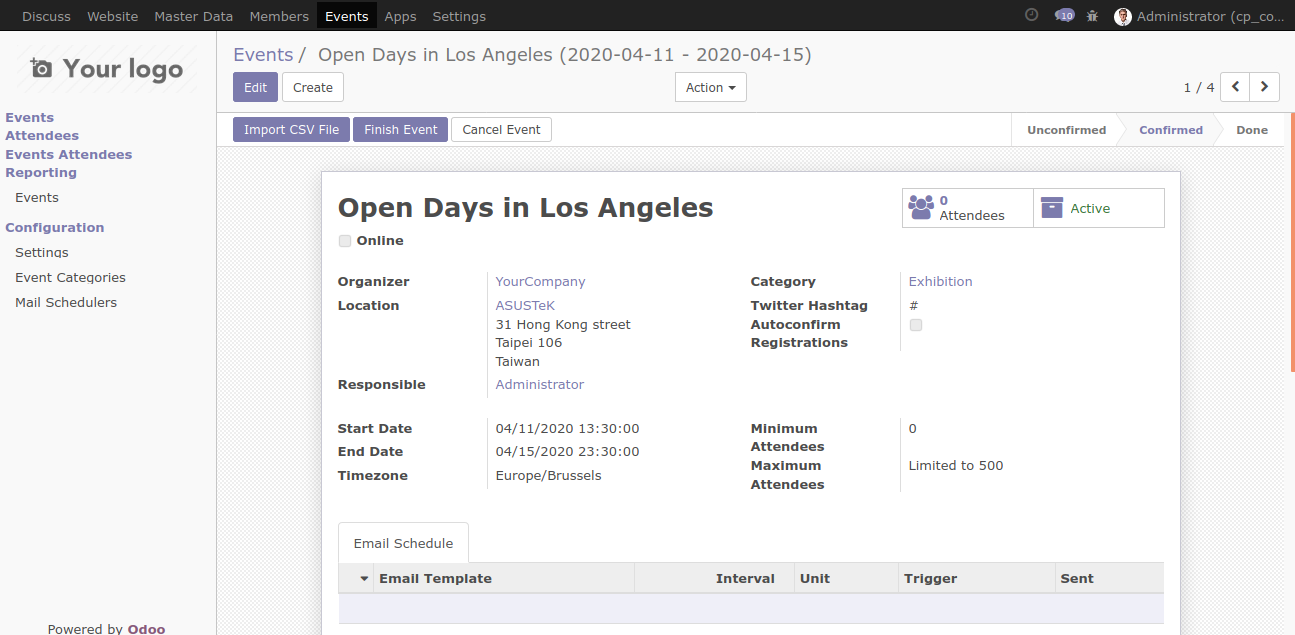 Discuss Website Master Data Members Events Apps Settings 10 Administrator (cp_co...
Your logo
Events / Open Days in Los Angeles (2020-04-11 - 2020-04-15)
Edit Create Action 1 / 4
Import CSV File Finish Event Cancel Event Unconfirmed Confirmed Done
Events
Attendees
Events Attendees
Reporting
Events
Configuration
Settings
Event Categories
Mail Schedulers
Powered by Odoo
Open Days in Los Angeles
0
Attendees
Active
Online
Organizer YourCompany
Location ASUSTeK
31 Hong Kong street
Taipei 106
Taiwan
Responsible Administrator
Category Exhibition
Twitter Hashtag #
Autoconfirm
Registrations
Start Date 04/11/2020 13:30:00
End Date 04/15/2020 23:30:00
Timezone Europe/Brussels
Minimum 0
Attendees
Maximum Limited to 500
Attendees
Email Schedule
Email Template Interval Unit Trigger Sent